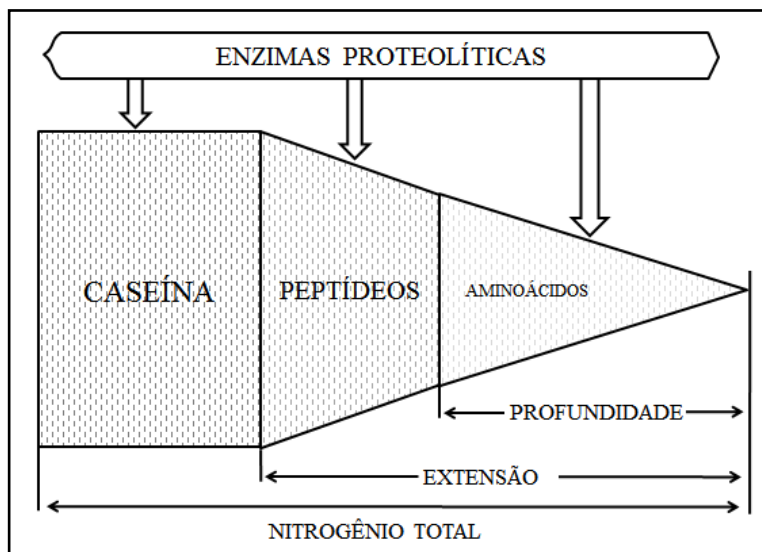 ENZIMAS PROTEOLÍTICAS
CASEÍNA
PEPTÍDEOS
AMINOÁCIDOS
PROFUNDIDADE
EXTENSÃO
NITROGÊNIO TOTAL